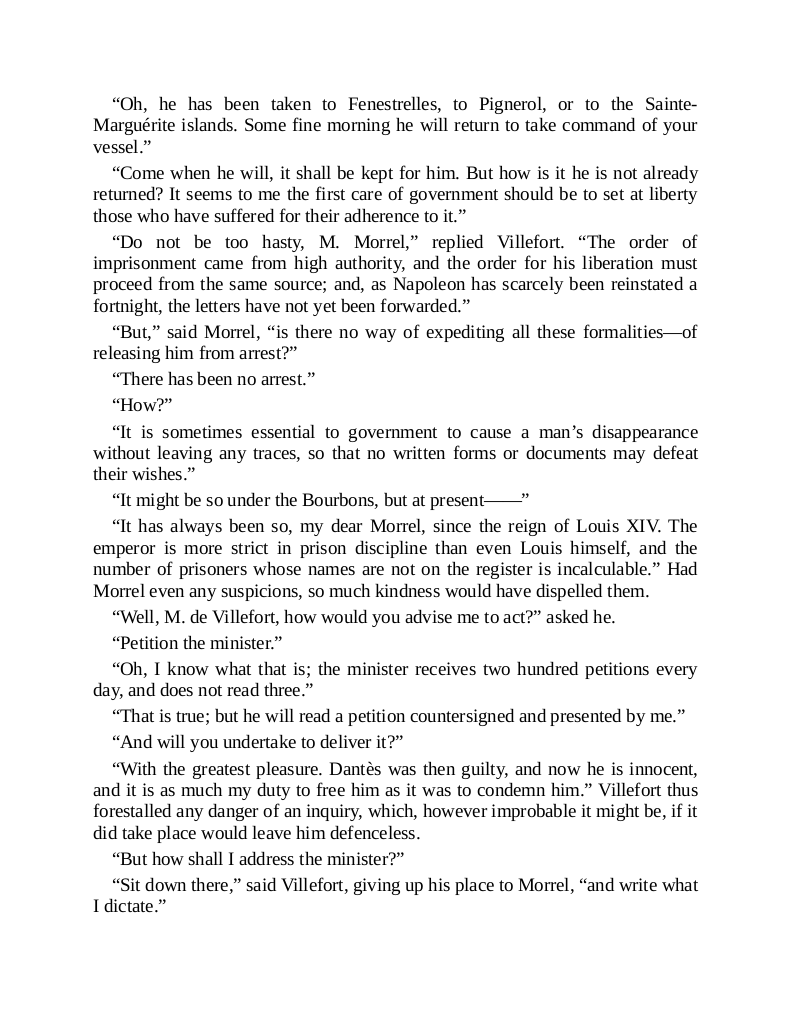 “Oh, he has been taken to Fenestrelles, to Pignerol, or to the Sainte-
Marguérite islands. Some fine morning he will return to take command of your
vessel.”
“Come when he will, it shall be kept for him. But how is it he is not already
returned? It seems to me the first care of government should be to set at liberty
those who have suffered for their adherence to it.”
“Do not be too hasty, M. Morrel,” replied Villefort. “The order of
imprisonment came from high authority, and the order for his liberation must
proceed from the same source; and, as Napoleon has scarcely been reinstated a
fortnight, the letters have not yet been forwarded.”
“But,” said Morrel, “is there no way of expediting all these formalities—of
releasing him from arrest?”
“There has been no arrest.”
“How?”
“It is sometimes essential to government to cause a man’s disappearance
without leaving any traces, so that no written forms or documents may defeat
their wishes.”
“It might be so under the Bourbons, but at present——”
“It has always been so, my dear Morrel, since the reign of Louis XIV. The
emperor is more strict in prison discipline than even Louis himself, and the
number of prisoners whose names are not on the register is incalculable.” Had
Morrel even any suspicions, so much kindness would have dispelled them.
“Well, M. de Villefort, how would you advise me to act?” asked he.
“Petition the minister.”
“Oh, I know what that is; the minister receives two hundred petitions every
day, and does not read three.”
“That is true; but he will read a petition countersigned and presented by me.”
“And will you undertake to deliver it?”
“With the greatest pleasure. Dantès was then guilty, and now he is innocent,
and it is as much my duty to free him as it was to condemn him.” Villefort thus
forestalled any danger of an inquiry, which, however improbable it might be, if it
did take place would leave him defenceless.
“But how shall I address the minister?”
“Sit down there,” said Villefort, giving up his place to Morrel, “and write what
I dictate.”